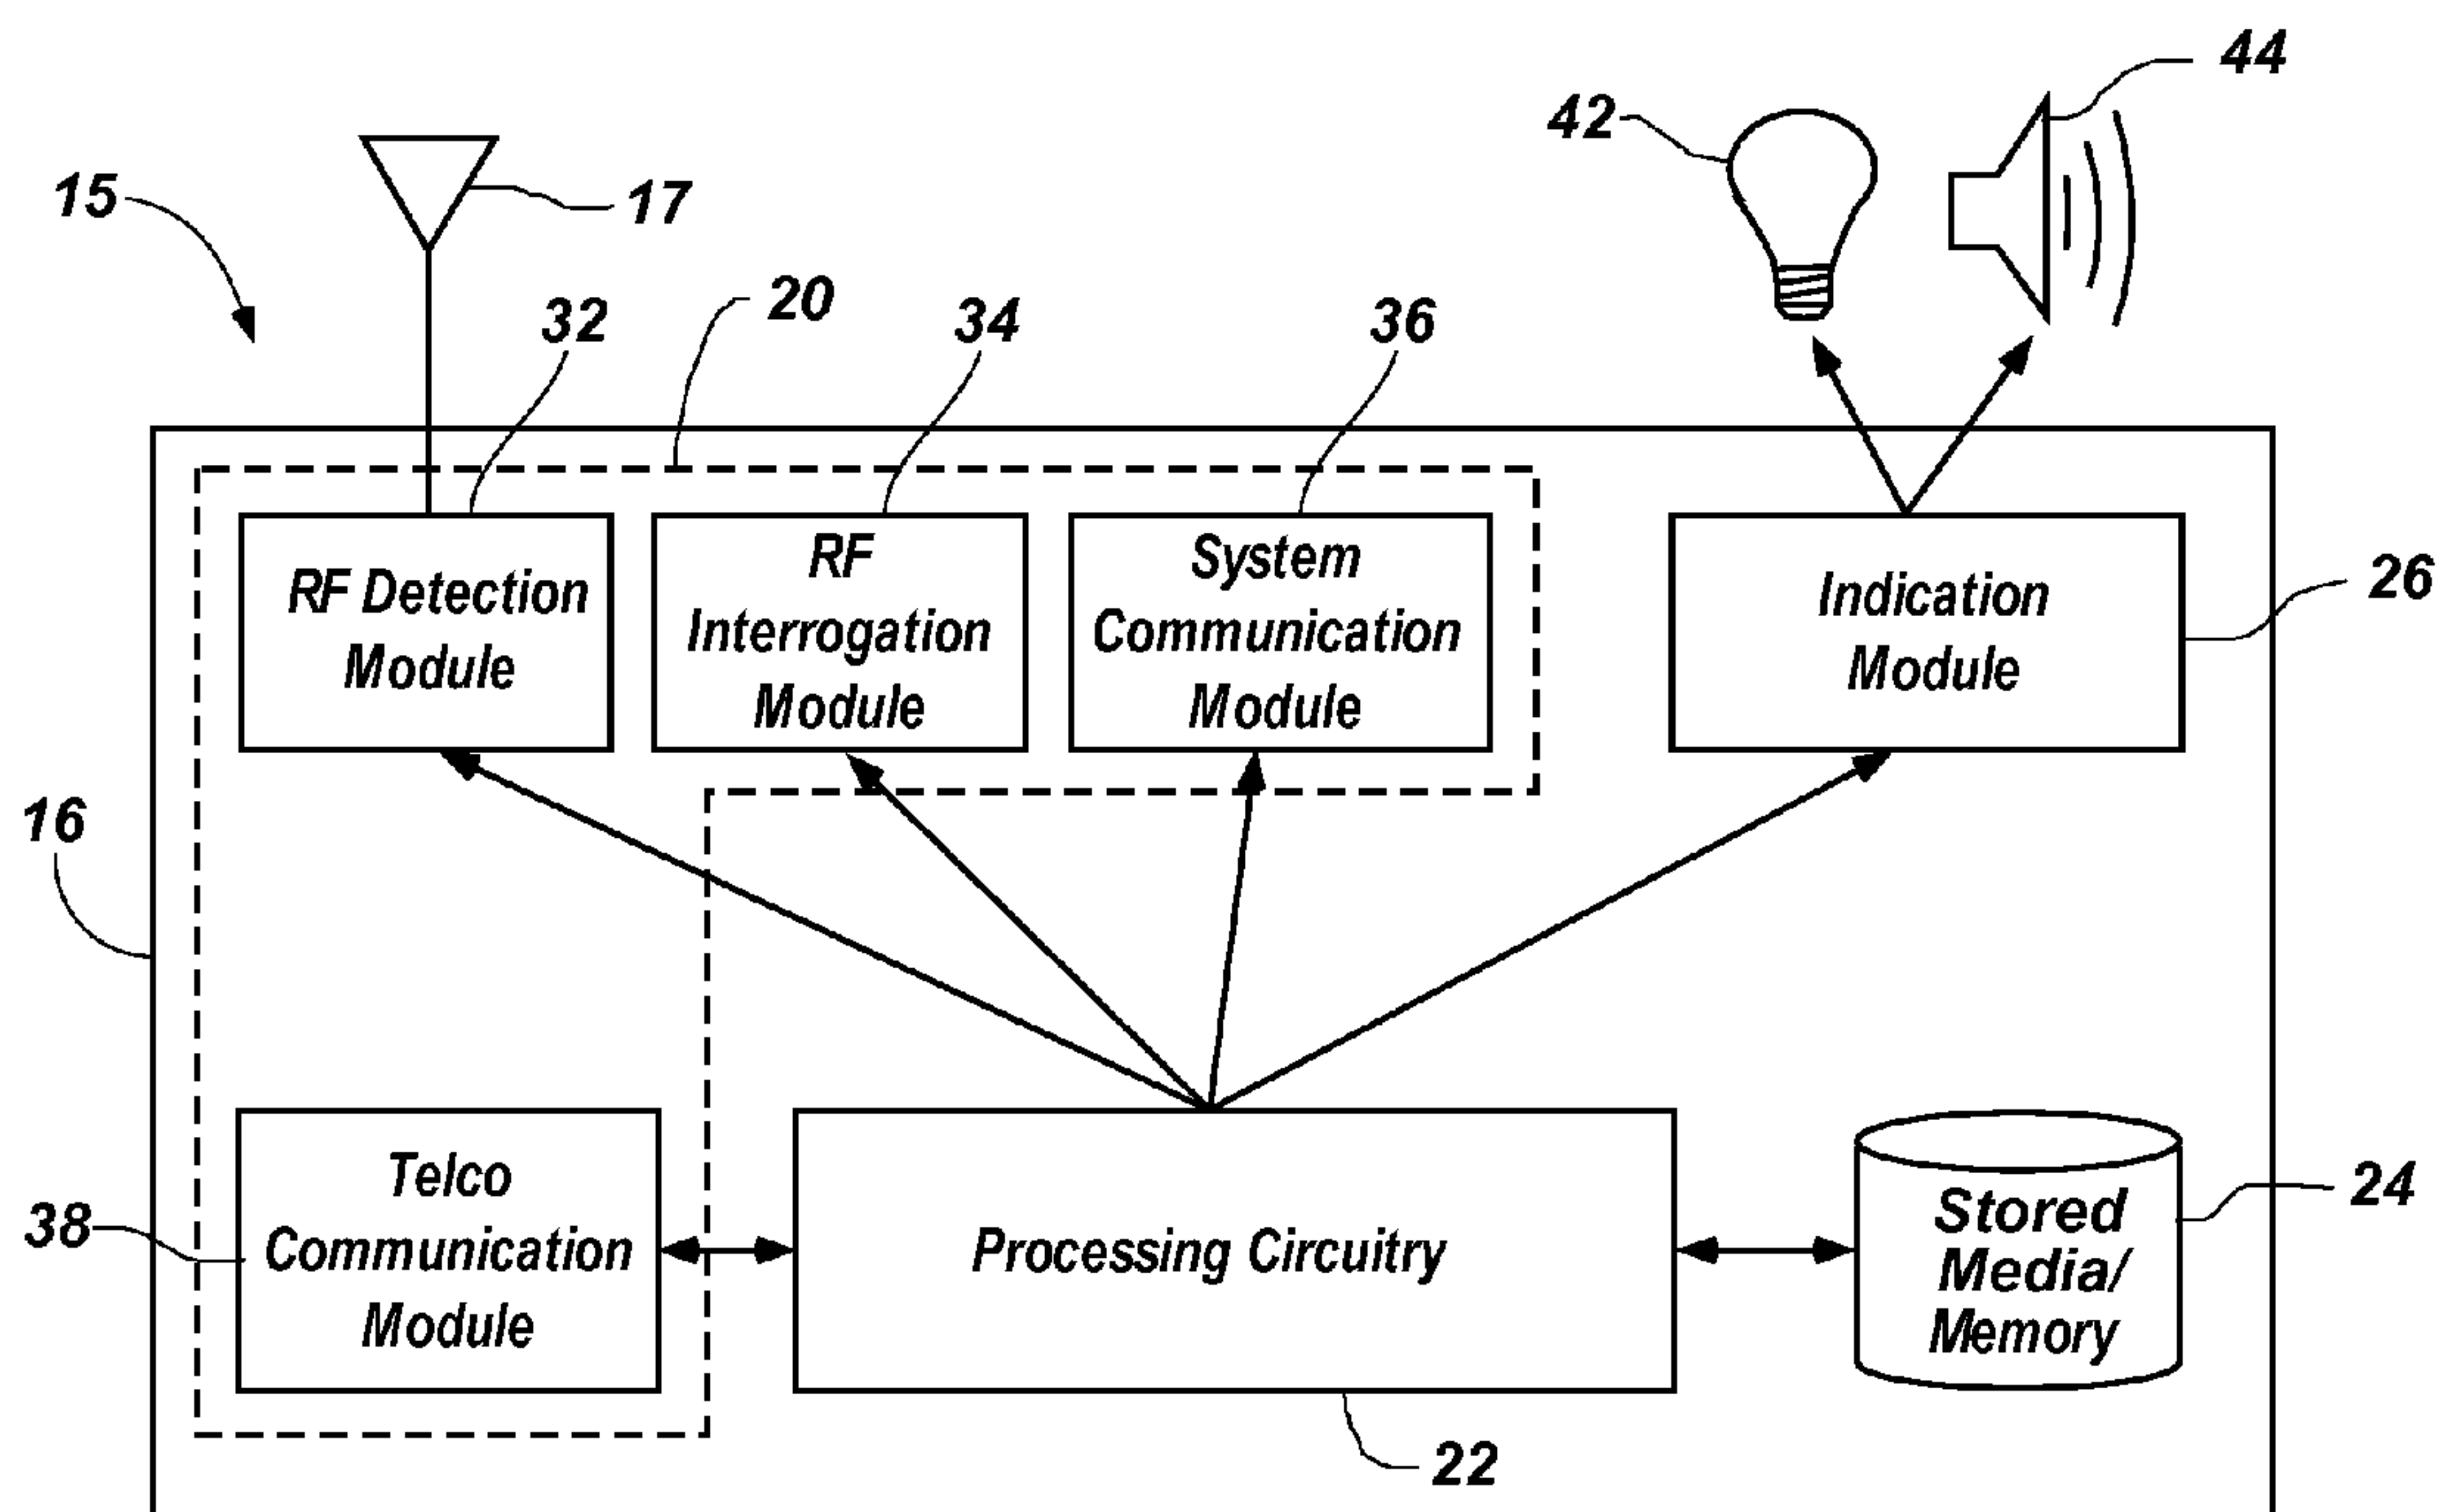 44
42
15
17
20
32
34
36
RF Detection
Module
RF
Interrogation
Module
System
Communication
Module
Indication
Module
26
16
Telco
Communication
Module
38
Processing Circuitry
Stored
Media/
Memory
24
22